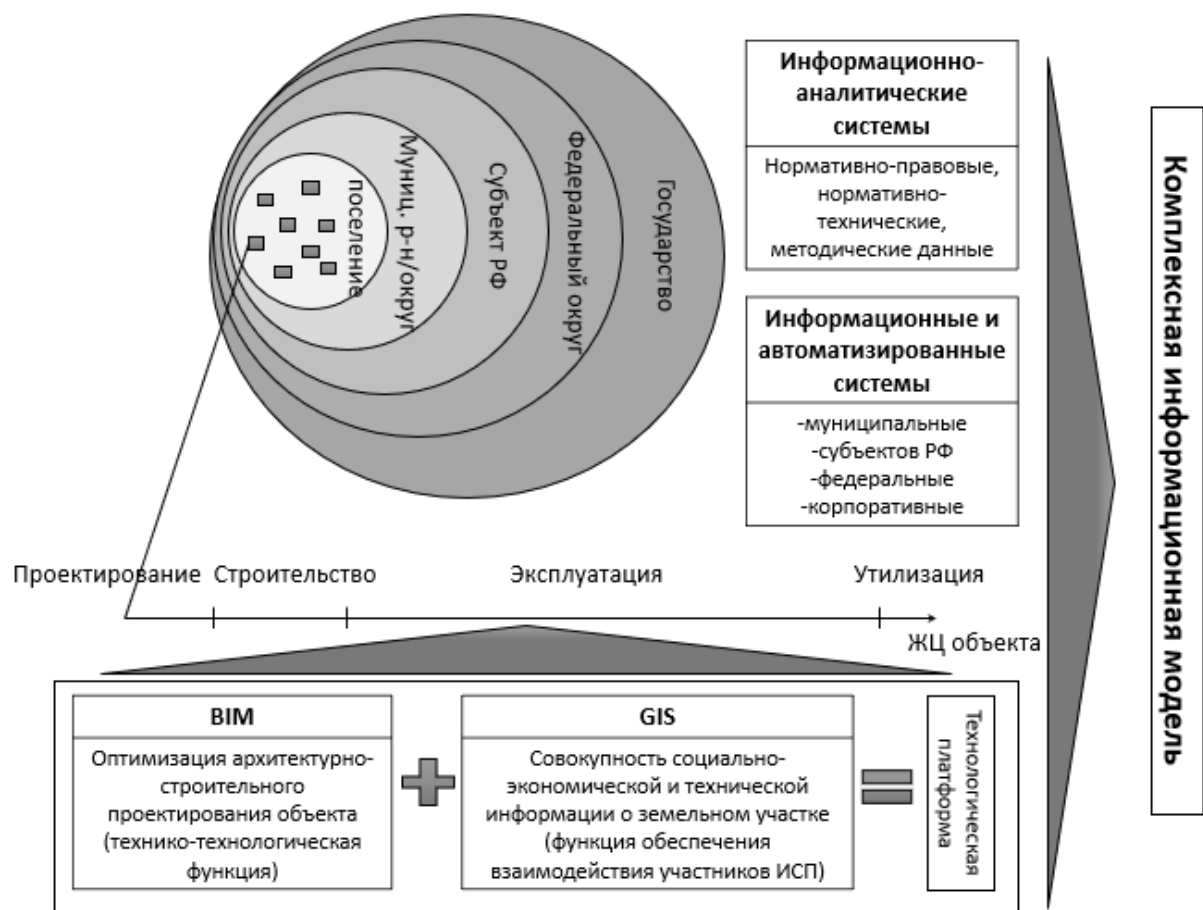 поселение
Муниц. р-н/округ
Субъект РФ
Федеральный округ
Государство
Информационно-
аналитические
системы
Нормативно-правовые,
нормативно-
технические,
методические данные
Информационные и
автоматизированные
системы
-муниципальные
-субъектов РФ
-федеральные
-корпоративные
Проектирование
Строительство
Эксплуатация
Утилизация
ЖЦ объекта
BIM
Оптимизация архитектурно-
строительного
проектирования объекта
(технико-технологическая
функция)
GIS
Совокупность социально-
экономической и технической
информации о земельном участке
(функция обеспечения
взаимодействия участников ИСП)
Технологическая
платформа
Комплексная информационная модель